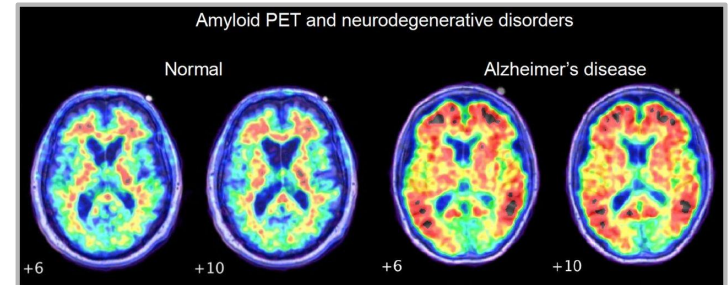 Amyloid PET and neurodegenerative disorders
Normal
Alzheimer's disease
+6
+10
+6
+10